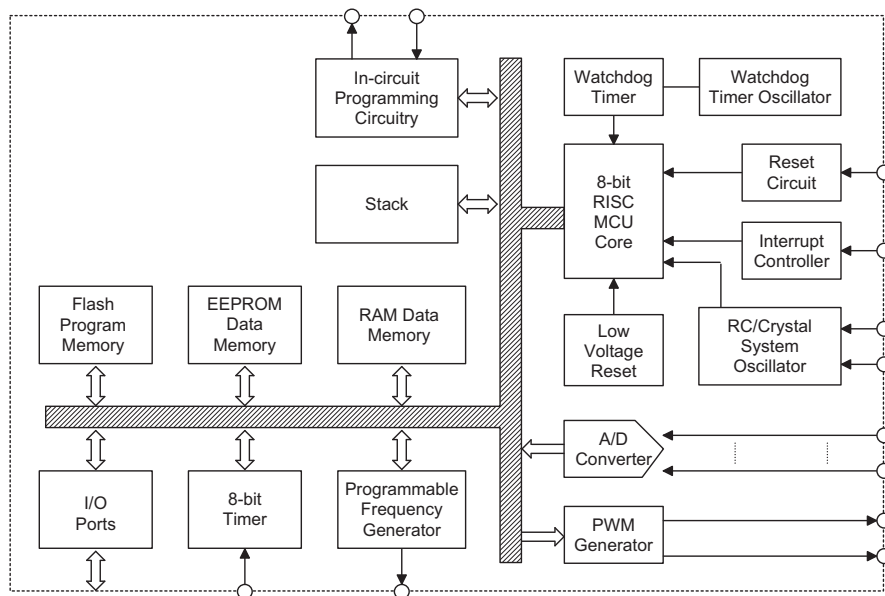 In-circuit
Programming
Circuitry
Watchdog
Timer
Watchdog
Timer Oscillator
Stack
8-bit
RISC
MCU
Core
Reset
Circuit
Interrupt
Controller
Flash
Program
Memory
EEPROM
Data
Memory
RAM Data
Memory
Low
Voltage
Reset
RC/Crystal
System
Oscillator
A/D
Converter
I/O
Ports
8-bit
Timer
Programmable
Frequency
Generator
PWM
Generator